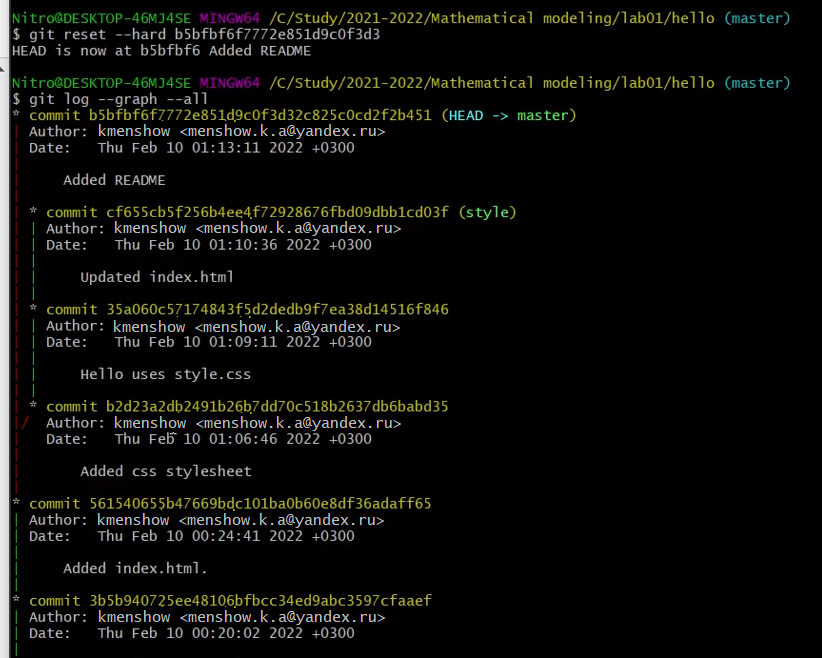 Nitro@DESKTOP-46MJ4SE MINGW64 /C/Study/2021-2022/Mathematical modeling/lab01/hello (master)
$ git reset --hard b5bfbf6f7772e851d9c0f3d3
HEAD is now at b5bfbf6 Added README
Nitro@DESKTOP-46MJ4SE MINGW64 /C/Study/2021-2022/Mathematical modeling/lab01/hello (master)
$ git log --graph --all
* commit b5bfbf6f7772e851d9c0f3d32c825c0cd2f2b451 (HEAD -> master)
| Author: kmenshow <menshow.k.a@yandex.ru>
| Date:   Thu Feb 10 01:13:11 2022 +0300
|
|     Added README
|
| * commit cf655cb5f256b4ee4f72928676fbd09dbb1cd03f (style)
| | Author: kmenshow <menshow.k.a@yandex.ru>
| | Date:   Thu Feb 10 01:10:36 2022 +0300
| |
| |     Updated index.html
| |
| * commit 35a060c57174843f5d2dedb9f7ea38d14516f846
| | Author: kmenshow <menshow.k.a@yandex.ru>
| | Date:   Thu Feb 10 01:09:11 2022 +0300
| |
| |     Hello uses style.css
| |
| * commit b2d23a2db2491b26b7dd70c518b2637db6babd35
|/  Author: kmenshow <menshow.k.a@yandex.ru>
|   Date:   Thu Feb 10 01:06:46 2022 +0300
|
|       Added css stylesheet
|
* commit 561540655b47669bdc101ba0b60e8df36adaff65
| Author: kmenshow <menshow.k.a@yandex.ru>
| Date:   Thu Feb 10 00:24:41 2022 +0300
|
|     Added index.html.
|
* commit 3b5b940725ee48106bfbcc34ed9abc3597cfaaef
| Author: kmenshow <menshow.k.a@yandex.ru>
| Date:   Thu Feb 10 00:20:02 2022 +0300
|